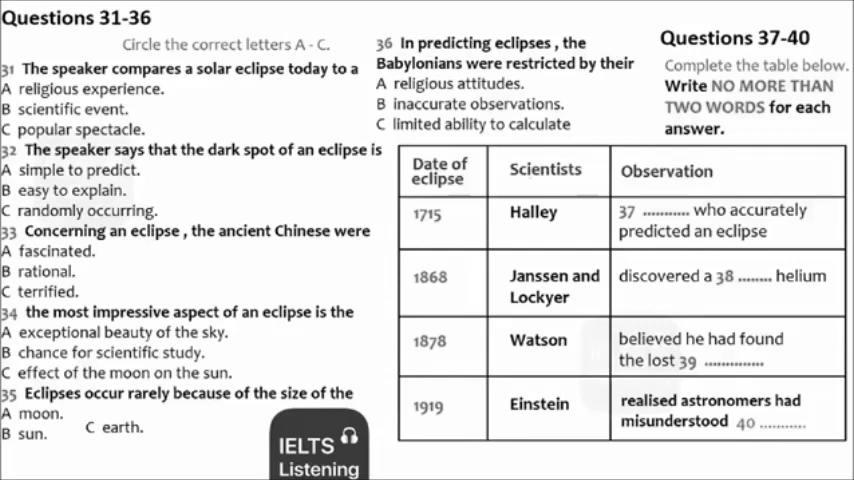 Questions 31-36
Circle the correct letters A - C.
31 The speaker compares a solar eclipse today to a
A religious experience.
B scientific event.
C popular spectacle.
32 The speaker says that the dark spot of an eclipse is
A simple to predict.
B easy to explain.
C randomly occurring.
33 Concerning an eclipse , the ancient Chinese were
A fascinated.
B rational.
C terrified.
34 the most impressive aspect of an eclipse is the
A exceptional beauty of the sky.
B chance for scientific study.
C effect of the moon on the sun.
35 Eclipses occur rarely because of the size of the
A moon.
B sun.
C earth.
36 In predicting eclipses , the
Babylonians were restricted by their
A religious attitudes.
B inaccurate observations.
C limited ability to calculate
Questions 37-40
Complete the table below.
Write NO MORE THAN
TWO WORDS for each
answer.
Date of
eclipse
Scientists
Observation
1715
Halley
37 ........... who accurately
predicted an eclipse
1868
Janssen and
Lockyer
discovered a 38 ........ helium
1878
Watson
believed he had found
the lost 39 ..............
1919
Einstein
realised astronomers had
misunderstood 40 ...........
IELTS
Listening